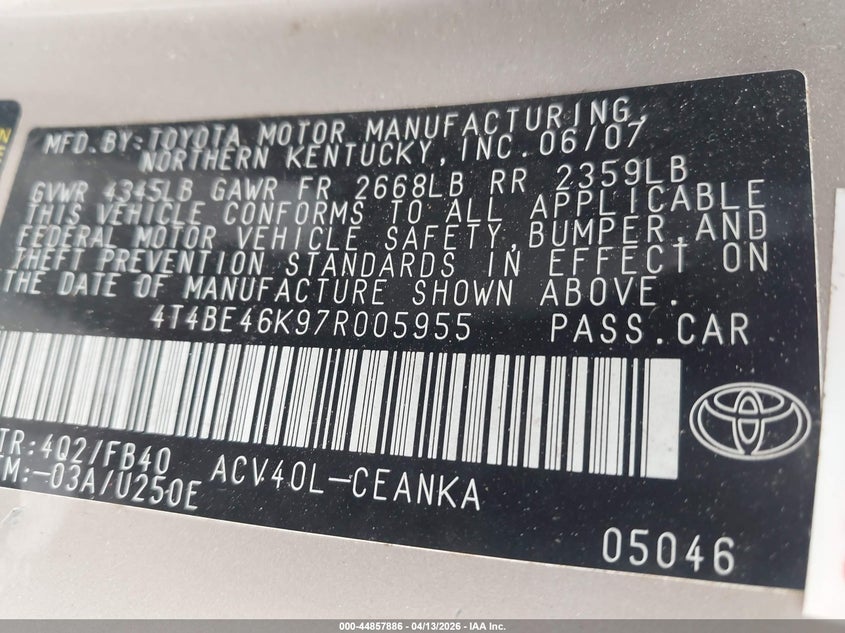 MFD.BY:TOYOTA MOTOR MANUFACTURING,
NORTHERN KENTUCKY,INC.06/07
GVWR 4345LB GAWR FR 2668LB RR 2359LB
THIS VEHICLE CONFORMS TO ALL APPLICABLE
FEDERAL MOTOR VEHICLE SAFETY,BUMPER,AND
THEFT PREVENTION STANDARDS IN EFFECT ON
THE DATE OF MANUFACTURE SHOWN ABOVE.
4T4BE46K97R005955 PASS.CAR
TR:4Q2/FB40 ACV40L-CEANKA
TM:-03A/U250E
05046
000-44857886 | 04/13/2026 – IAA Inc.